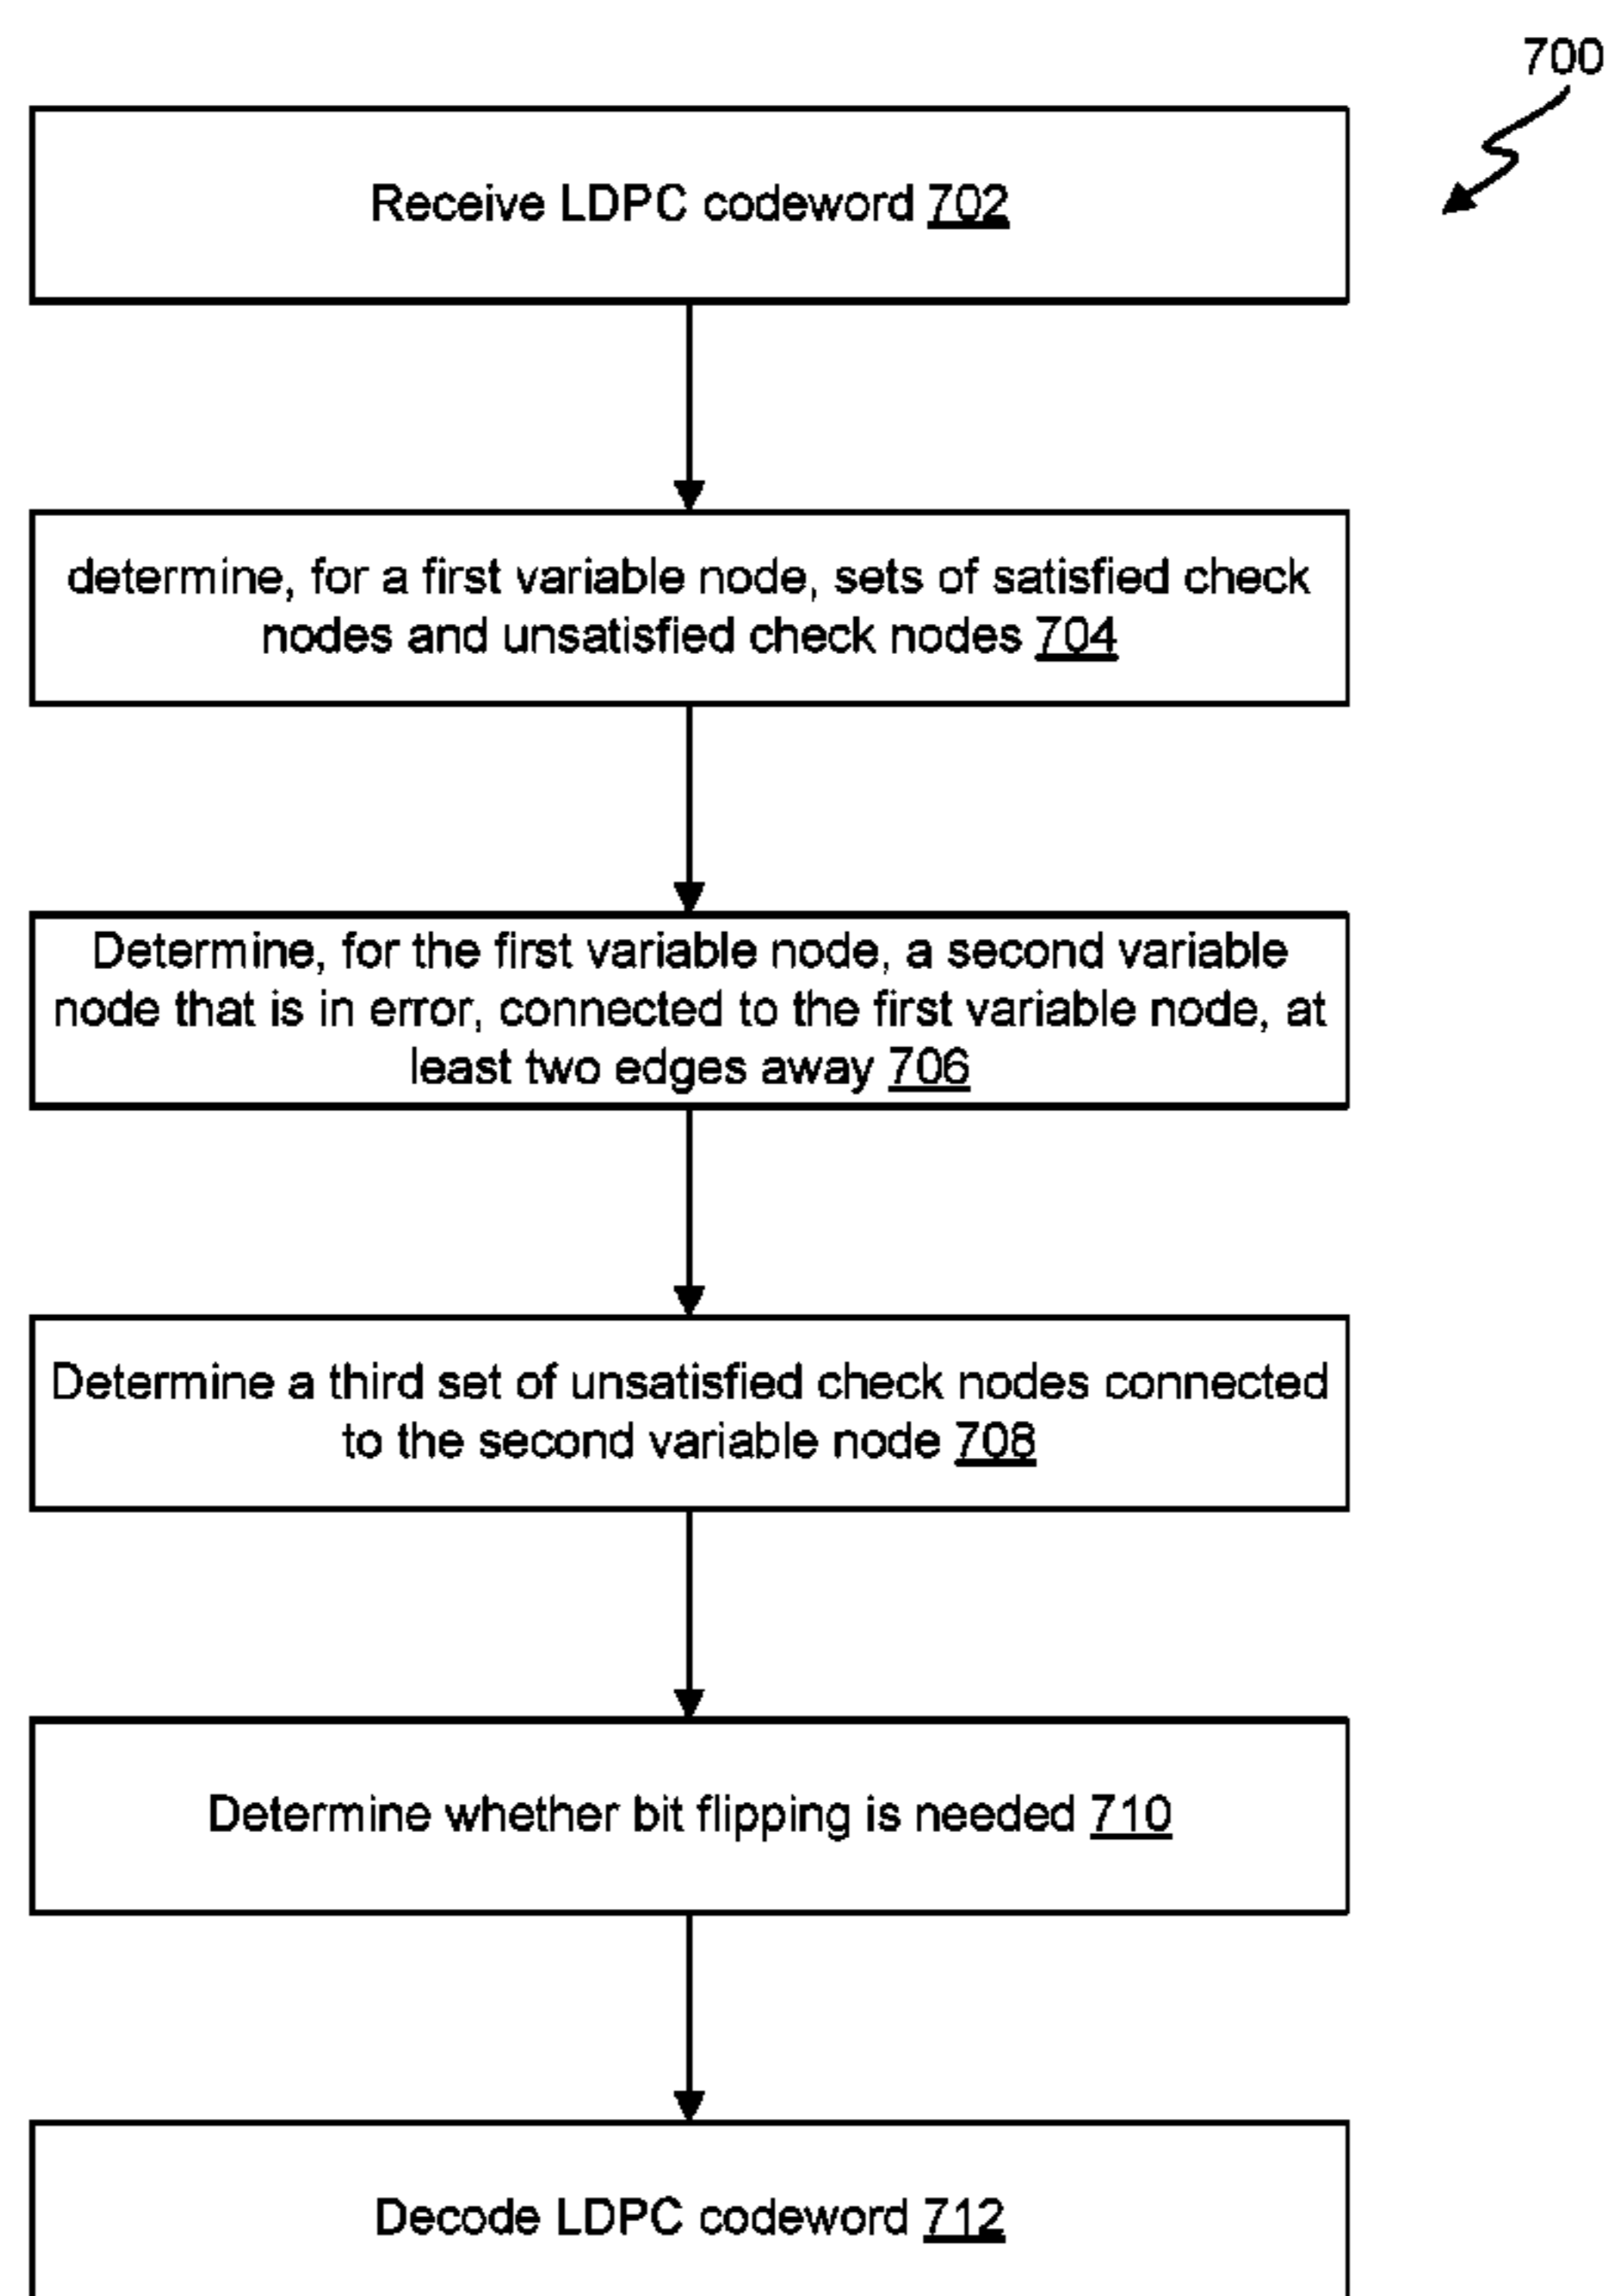 700
Receive LDPC codeword 702
determine, for a first variable node, sets of satisfied check
nodes and unsatisfied check nodes 704
Determine, for the first variable node, a second variable
node that is in error, connected to the first variable node, at
least two edges away 706
Determine a third set of unsatisfied check nodes connected
to the second variable node 708
Determine whether bit flipping is needed 710
Decode LDPC codeword 712